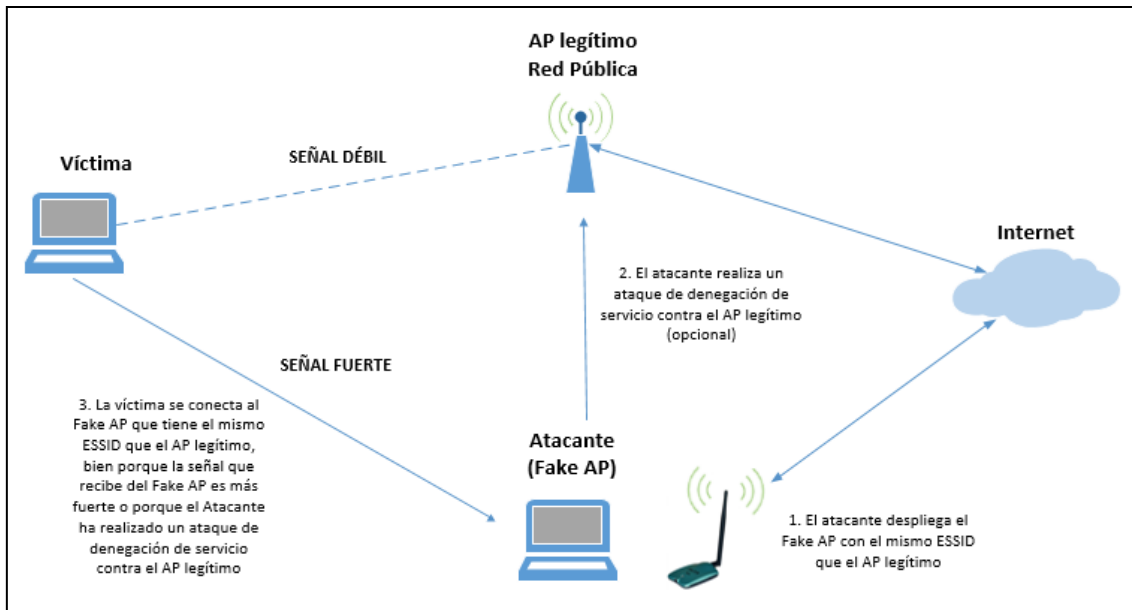 AP legítimo
Red Pública
Víctima
SEÑAL DÉBIL
Internet
2. El atacante realiza un
ataque de denegación de
servicio contra el AP legítimo
(opcional)
SEÑAL FUERTE
3. La víctima se conecta al
Fake AP que tiene el mismo
ESSID que el AP legítimo,
bien porque la señal que
recibe del Fake AP es más
fuerte o porque el Atacante
ha realizado un ataque de
denegación de servicio
contra el AP legítimo
Atacante
(Fake AP)
1. El atacante despliega el
Fake AP con el mismo ESSID
que el AP legítimo